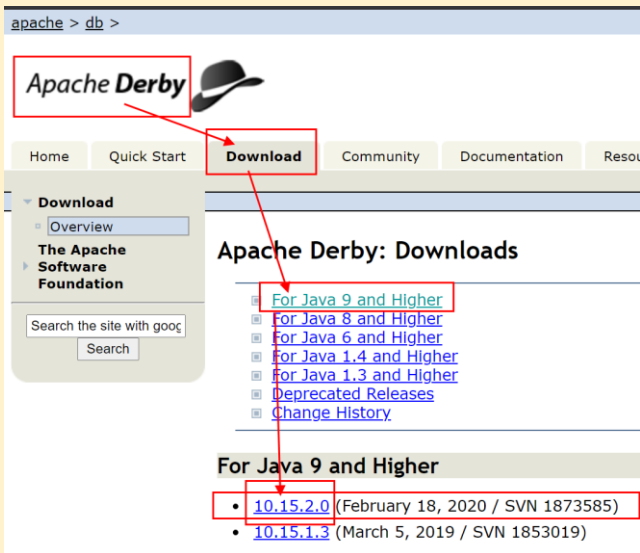 apache > db >
Apache Derby
Home Quick Start Download Community Documentation Resou
Download
Overview
The Apache
Software
Foundation
Search the site with goog
Search
Apache Derby: Downloads
For Java 9 and Higher
For Java 8 and Higher
For Java 6 and Higher
For Java 1.4 and Higher
For Java 1.3 and Higher
Deprecated Releases
Change History
For Java 9 and Higher
• 10.15.2.0 (February 18, 2020 / SVN 1873585)
• 10.15.1.3 (March 5, 2019 / SVN 1853019)